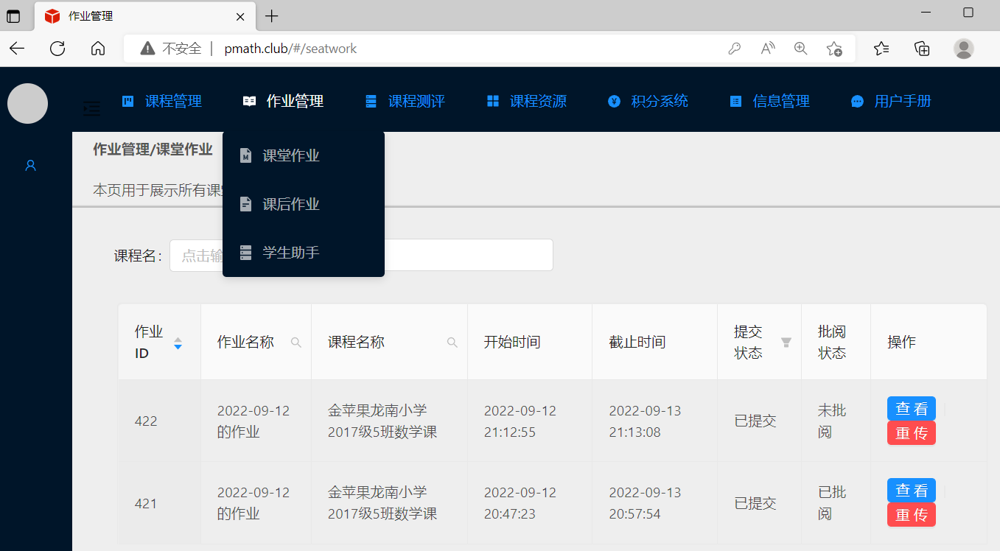 作业管理
不安全 | pmath.club/#/seatwork
课程管理 作业管理 课程测评 课程资源 积分系统 信息管理 用户手册
作业管理/课堂作业
课堂作业
本页用于展示所有课
课后作业
学生助手
课程名: 点击输
作业ID 作业名称 课程名称 开始时间 截止时间 提交状态 批阅状态 操作
422 2022-09-12的作业 金苹果龙南小学2017级5班数学课 2022-09-12 21:12:55 2022-09-13 21:13:08 已提交 未批阅 查看 重传
421 2022-09-12的作业 金苹果龙南小学2017级5班数学课 2022-09-12 20:47:23 2022-09-13 20:57:54 已提交 已批阅 查看 重传